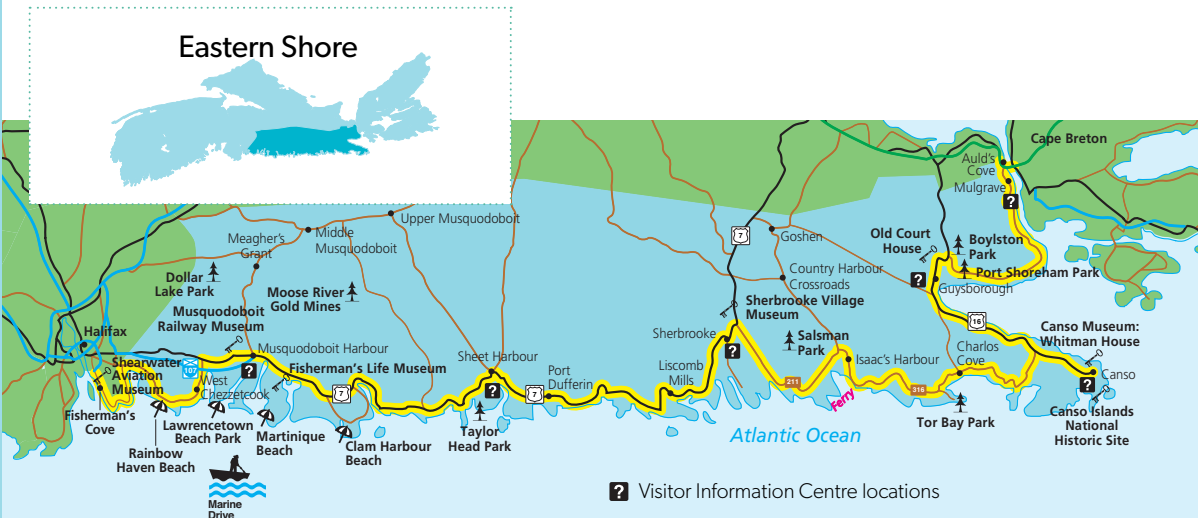 Eastern Shore
Cape Breton
Auld's
Cove
Mulgrave
?
Upper Musquodoboit
Middle
Musquodoboit
Meagher's
Grant
7
Goshen
Old Court
House
Boylston
Park
Port Shoreham Park
?
Guysborough
Dollar
Lake Park
Moose River
Gold Mines
Country Harbour
Crossroads
Sherbrooke Village
Museum
Musquodoboit
Railway Museum
16
Canso Museum:
Whitman House
Halifax
Musquodoboit Harbour
Sheet Harbour
Sherbrooke
?
Salsman
Park
Charlos
Cove
Isaac's Harbour
Shearwater
Aviation
Museum
107
?
Fisherman's Life Museum
West
Chezzetcook
Port
Dufferin
Liscomb
Mills
Canso
?
7
?
7
211
316
Ferry
Fisherman's
Cove
Lawrencetown
Beach Park
Rainbow
Haven Beach
Martinique
Beach
Clam Harbour
Beach
Taylor
Head Park
Atlantic Ocean
Tor Bay Park
Canso Islands
National
Historic Site
Marine
Drive
? Visitor Information Centre locations